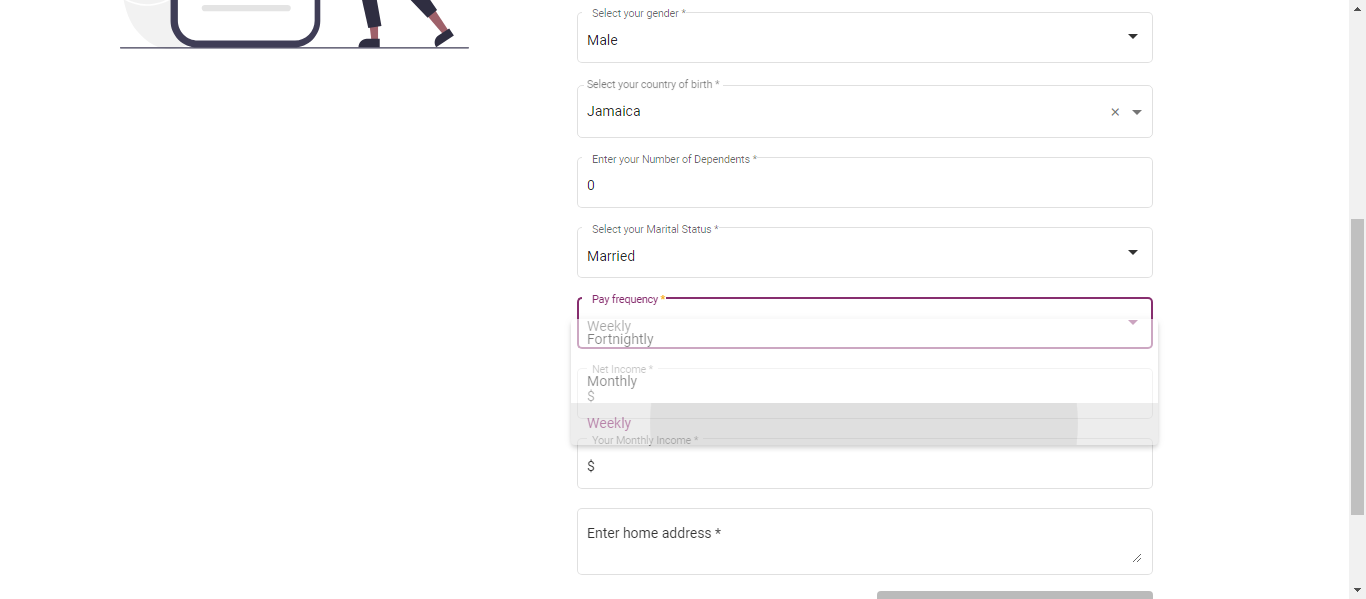 Select your gender *
Male
Select your country of birth *
Jamaica
Enter your Number of Dependents *
0
Select your Marital Status *
Married
Pay frequency *
Weekly
Fortnightly
Net Income *
Monthly
$
Weekly
Your Monthly Income *
$
Enter home address *